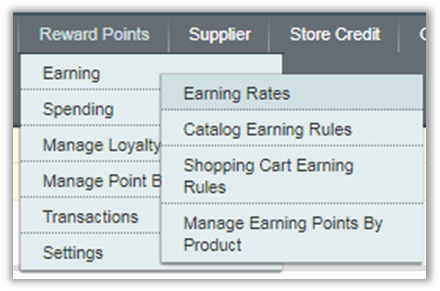 Reward Points Supplier Store Credit
Earning
Spending
Manage Loyalty
Manage Point B
Transactions
Settings
Earning Rates
Catalog Earning Rules
Shopping Cart Earning
Rules
Manage Earning Points By
Product